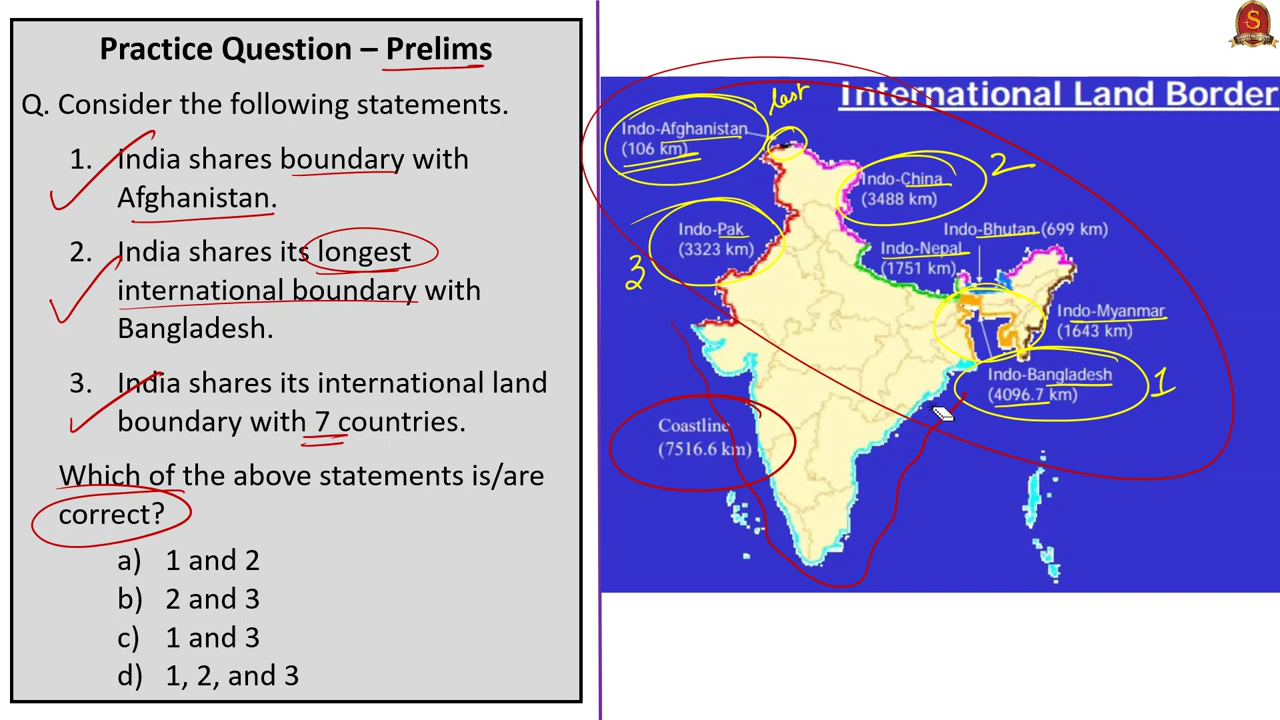 Practice Question – Prelims
Q. Consider the following statements.
1. India shares boundary with
Afghanistan.
2. India shares its longest
international boundary with
Bangladesh.
3. India shares its international land
boundary with 7 countries.
Which of the above statements is/are
correct?
a) 1 and 2
b) 2 and 3
c) 1 and 3
d) 1, 2, and 3
International Land Border
last
Indo-Afghanistan
(106 km)
Indo-China
(3488 km)
2
Indo-Pak
(3323 km)
3
Indo-Bhutan (699 km)
Indo-Nepal
(1751 km)
Indo-Myanmar
(1643 km)
Indo-Bangladesh
(4096.7 km)
1
Coastline
(7516.6 km)
S